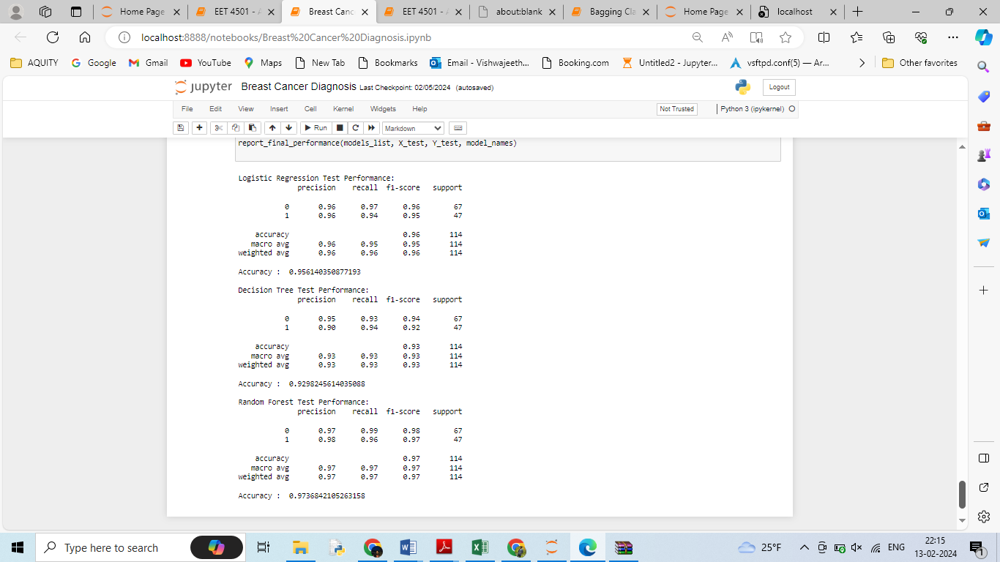 Home Page
EET 4501 - A
Breast Canc
EET 4501 - A
about:blank
Bagging Cla
Home Page
localhost
localhost:8888/notebooks/Breast%20Cancer%20Diagnosis.ipynb
AQUITY
Google
Gmail
YouTube
Maps
New Tab
Bookmarks
Email - Vishwajeeth...
Booking.com
Untitled2 - Jupyter...
vsftpd.conf(5) — Ar...
Other favorites
jupyter Breast Cancer Diagnosis Last Checkpoint: 02/05/2024 (autosaved)
Logout
File Edit View Insert Cell Kernel Widgets Help
Not Trusted
Python 3 (ipykernel)
Run
Markdown
report_final_performance(models_list, X_test, Y_test, model_names)
Logistic Regression Test Performance:
precision recall f1-score support
0 0.96 0.97 0.96 67
1 0.96 0.94 0.95 47
accuracy 0.96 114
macro avg 0.96 0.95 0.95 114
weighted avg 0.96 0.96 0.96 114
Accuracy : 0.956140350877193
Decision Tree Test Performance:
precision recall f1-score support
0 0.95 0.93 0.94 67
1 0.90 0.94 0.92 47
accuracy 0.93 114
macro avg 0.93 0.93 0.93 114
weighted avg 0.93 0.93 0.93 114
Accuracy : 0.9298245614035088
Random Forest Test Performance:
precision recall f1-score support
0 0.97 0.99 0.98 67
1 0.98 0.96 0.97 47
accuracy 0.97 114
macro avg 0.97 0.97 0.97 114
weighted avg 0.97 0.97 0.97 114
Accuracy : 0.9736842105263158
Type here to search
25°F
ENG
22:15
13-02-2024
1